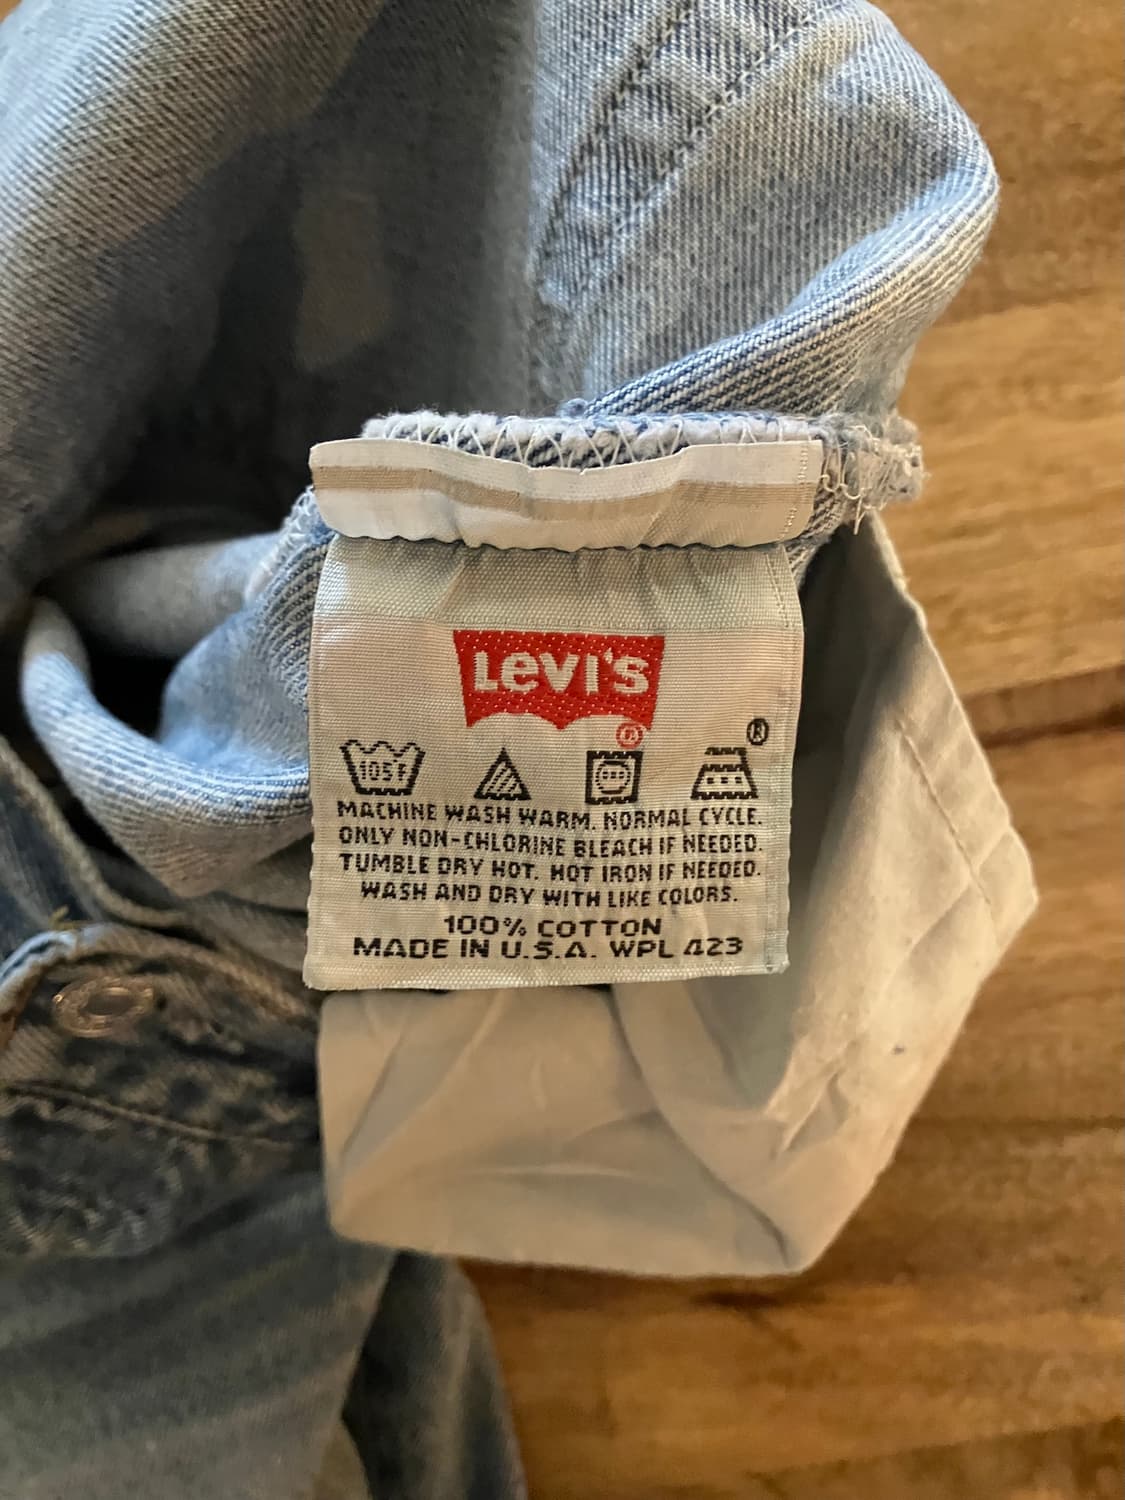 LEVI'S
®
®
105F
MACHINE WASH WARM. NORMAL CYCLE.
ONLY NON-CHLORINE BLEACH IF NEEDED.
TUMBLE DRY HOT. HOT IRON IF NEEDED.
WASH AND DRY WITH LIKE COLORS.
100% COTTON
MADE IN U.S.A. WPL 423